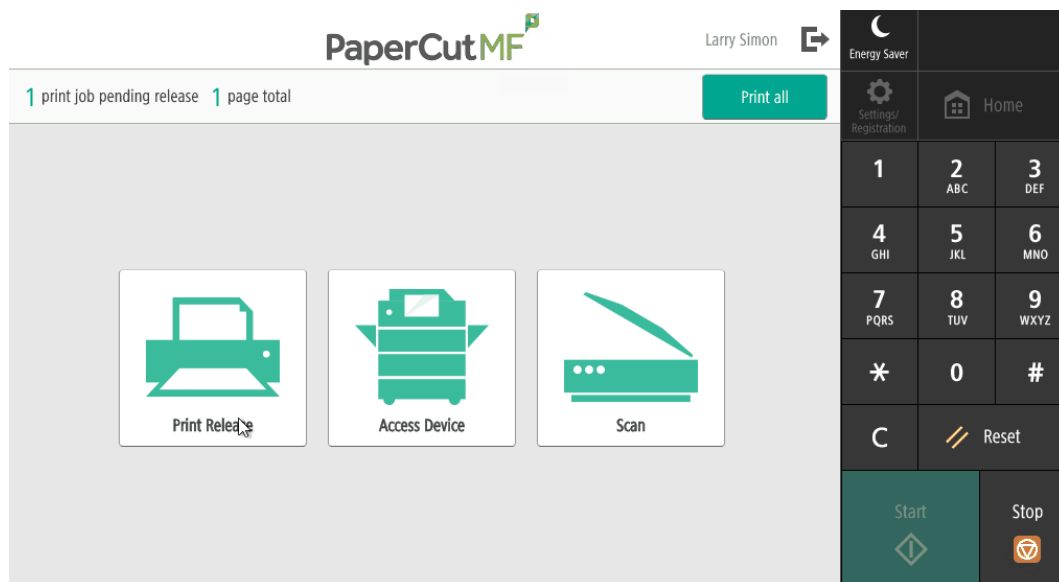 PaperCutMF
Larry Simon
1 print job pending release 1 page total
Print all
Print Release
Access Device
Scan
Energy Saver
Settings/
Registration
Home
1
2
ABC
3
DEF
4
GHI
5
JKL
6
MNO
7
PQRS
8
TUV
9
WXYZ
*
0
#
C
Reset
Start
Stop